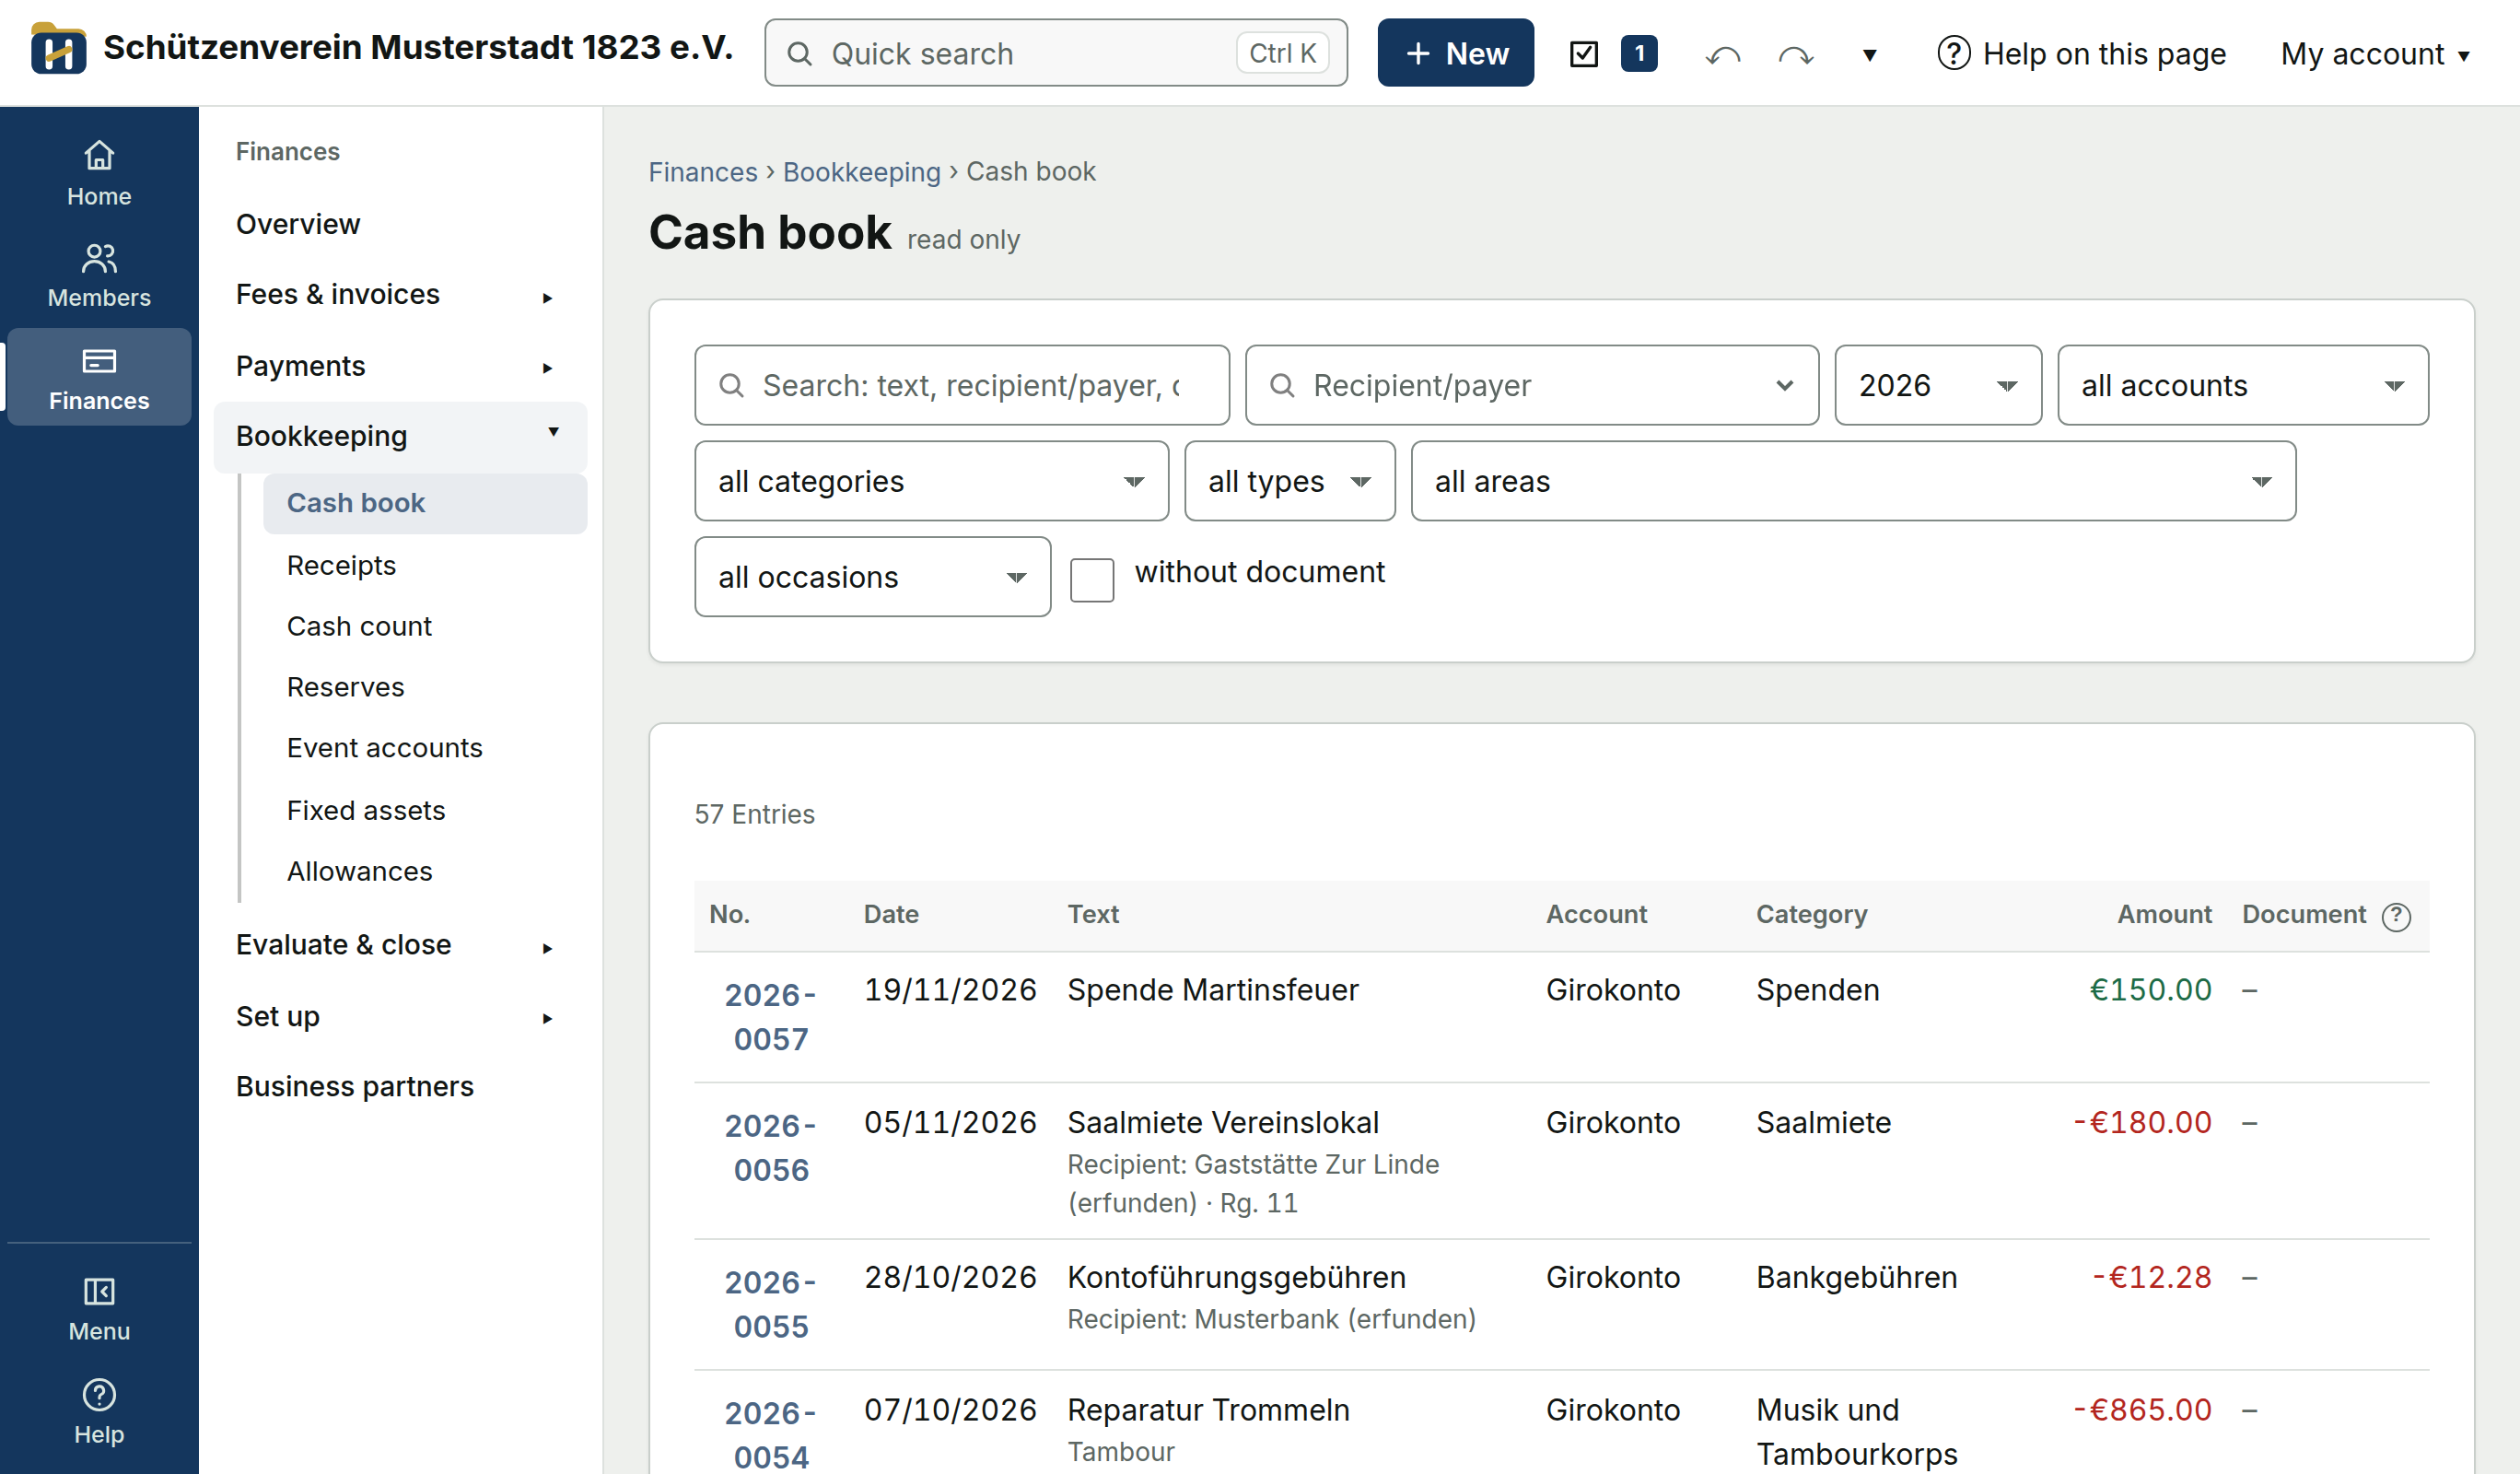 Schützenverein Musterstadt 1823 e.V.
Quick search
Ctrl K
New
1
Help on this page
My account
Home
Members
Finances
Menu
Help
Finances
Overview
Fees & invoices
Payments
Bookkeeping
Cash book
Receipts
Cash count
Reserves
Event accounts
Fixed assets
Allowances
Evaluate & close
Set up
Business partners
Finances › Bookkeeping › Cash book
Cash book read only
Search: text, recipient/payer,
Recipient/payer
2026
all accounts
all categories
all types
all areas
all occasions
without document
57 Entries
No. Date Text Account Category Amount Document ?
2026-0057 19/11/2026 Spende Martinsfeuer Girokonto Spenden €150.00 –
2026-0056 05/11/2026 Saalmiete Vereinslokal Girokonto Saalmiete -€180.00 –
Recipient: Gaststätte Zur Linde
(erfunden) · Rg. 11
2026-0055 28/10/2026 Kontoführungsgebühren Girokonto Bankgebühren -€12.28 –
Recipient: Musterbank (erfunden)
2026-0054 07/10/2026 Reparatur Trommeln Girokonto Musik und Tambourkorps -€865.00 –
Tambour